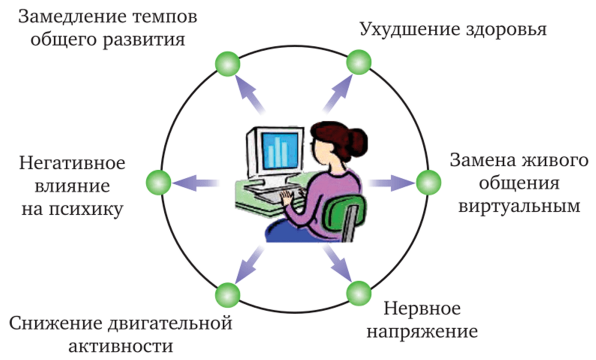 Замедление темпов
общего развития
Ухудшение здоровья
Негативное
влияние
на психику
Замена живого
общения
виртуальным
Снижение двигательной
активности
Нервное
напряжение